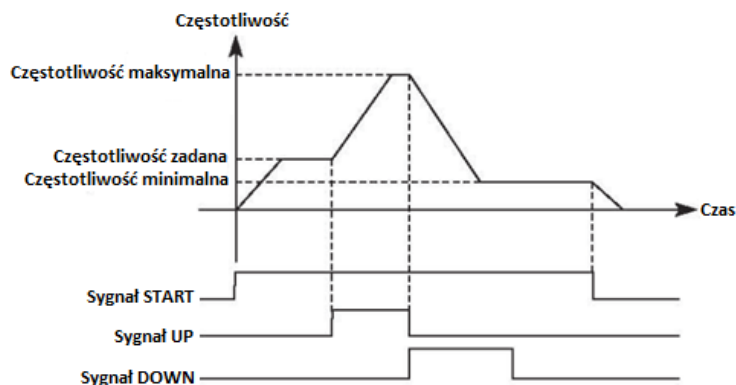 Częstotliwość
Częstotliwość maksymalna
Częstotliwość zadana
Częstotliwość minimalna
Czas
Sygnał START
Sygnał UP
Sygnał DOWN